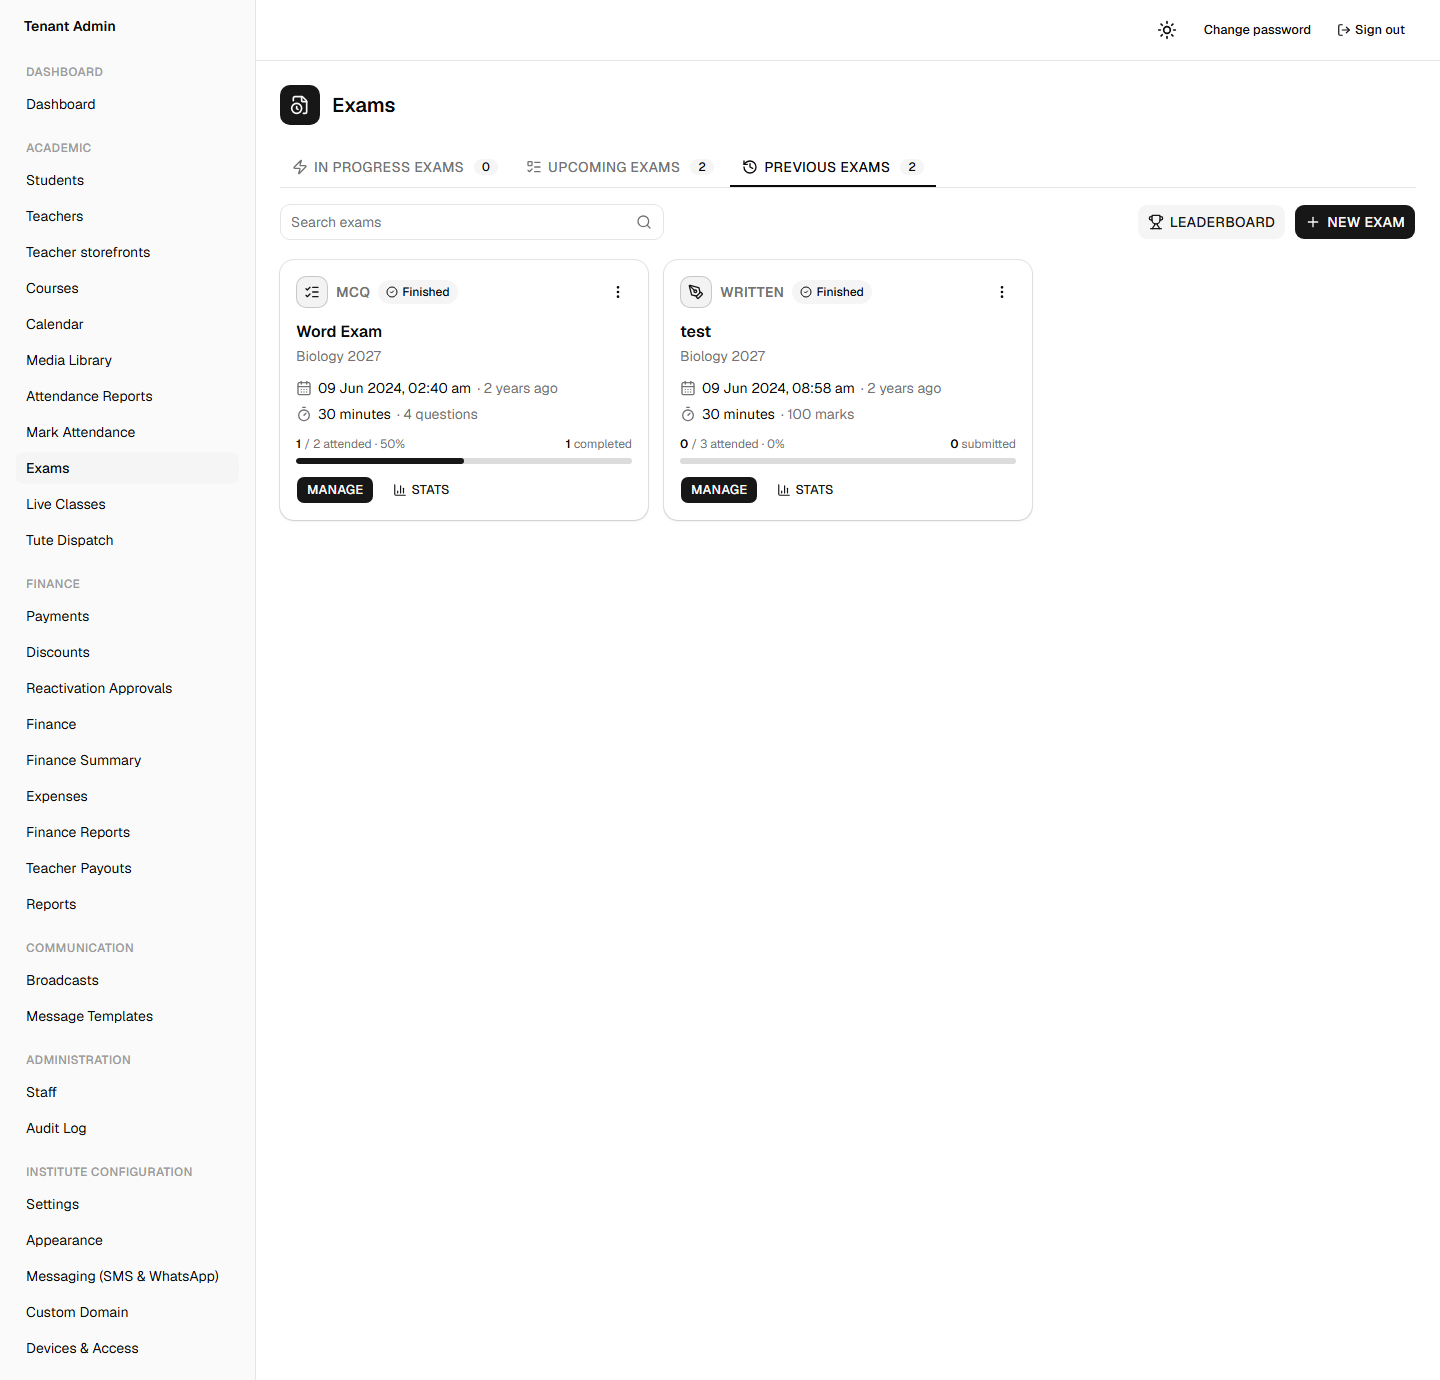 Tenant Admin
Change password
Sign out
DASHBOARD
Dashboard
ACADEMIC
Students
Teachers
Teacher storefronts
Courses
Calendar
Media Library
Attendance Reports
Mark Attendance
Exams
Live Classes
Tute Dispatch
FINANCE
Payments
Discounts
Reactivation Approvals
Finance
Finance Summary
Expenses
Finance Reports
Teacher Payouts
Reports
COMMUNICATION
Broadcasts
Message Templates
ADMINISTRATION
Staff
Audit Log
INSTITUTE CONFIGURATION
Settings
Appearance
Messaging (SMS & WhatsApp)
Custom Domain
Devices & Access
Exams
IN PROGRESS EXAMS 0
UPCOMING EXAMS 2
PREVIOUS EXAMS 2
Search exams
LEADERBOARD
NEW EXAM
MCQ Finished
Word Exam
Biology 2027
09 Jun 2024, 02:40 am · 2 years ago
30 minutes · 4 questions
1 / 2 attended · 50% 1 completed
MANAGE STATS
WRITTEN Finished
test
Biology 2027
09 Jun 2024, 08:58 am · 2 years ago
30 minutes · 100 marks
0 / 3 attended · 0% 0 submitted
MANAGE STATS